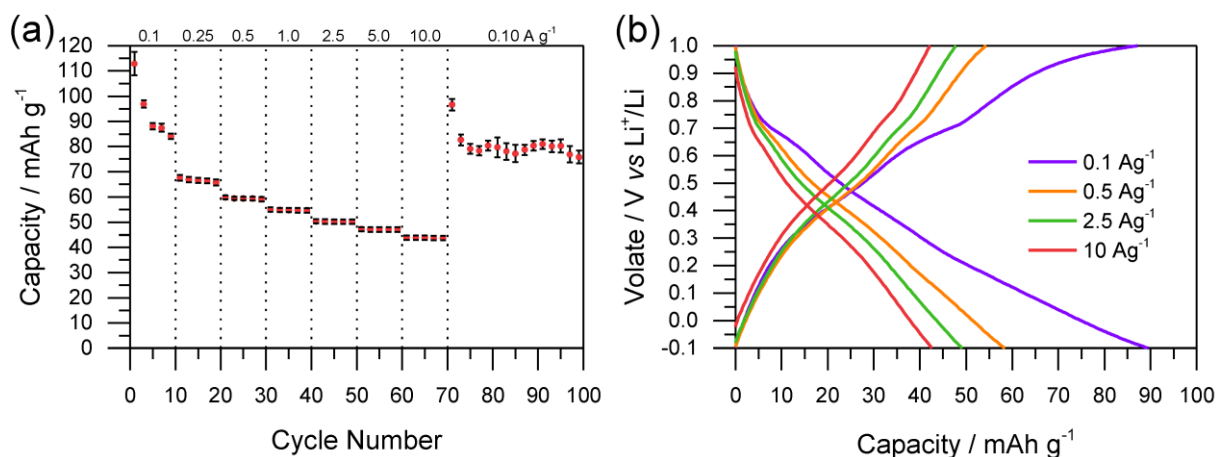 (a)
0.1 0.25 0.5 1.0 2.5 5.0 10.0 0.10 A g⁻¹
120
110
100
90
80
70
60
50
40
30
20
10
0
Capacity / mAh g⁻¹
0 10 20 30 40 50 60 70 80 90 100
Cycle Number
(b)
1.0
0.9
0.8
0.7
0.6
0.5
0.4
0.3
0.2
0.1
0.0
-0.1
Volate / V vs Li⁺/Li
0.1 Ag⁻¹
0.5 Ag⁻¹
2.5 Ag⁻¹
10 Ag⁻¹
0 10 20 30 40 50 60 70 80 90 100
Capacity / mAh g⁻¹